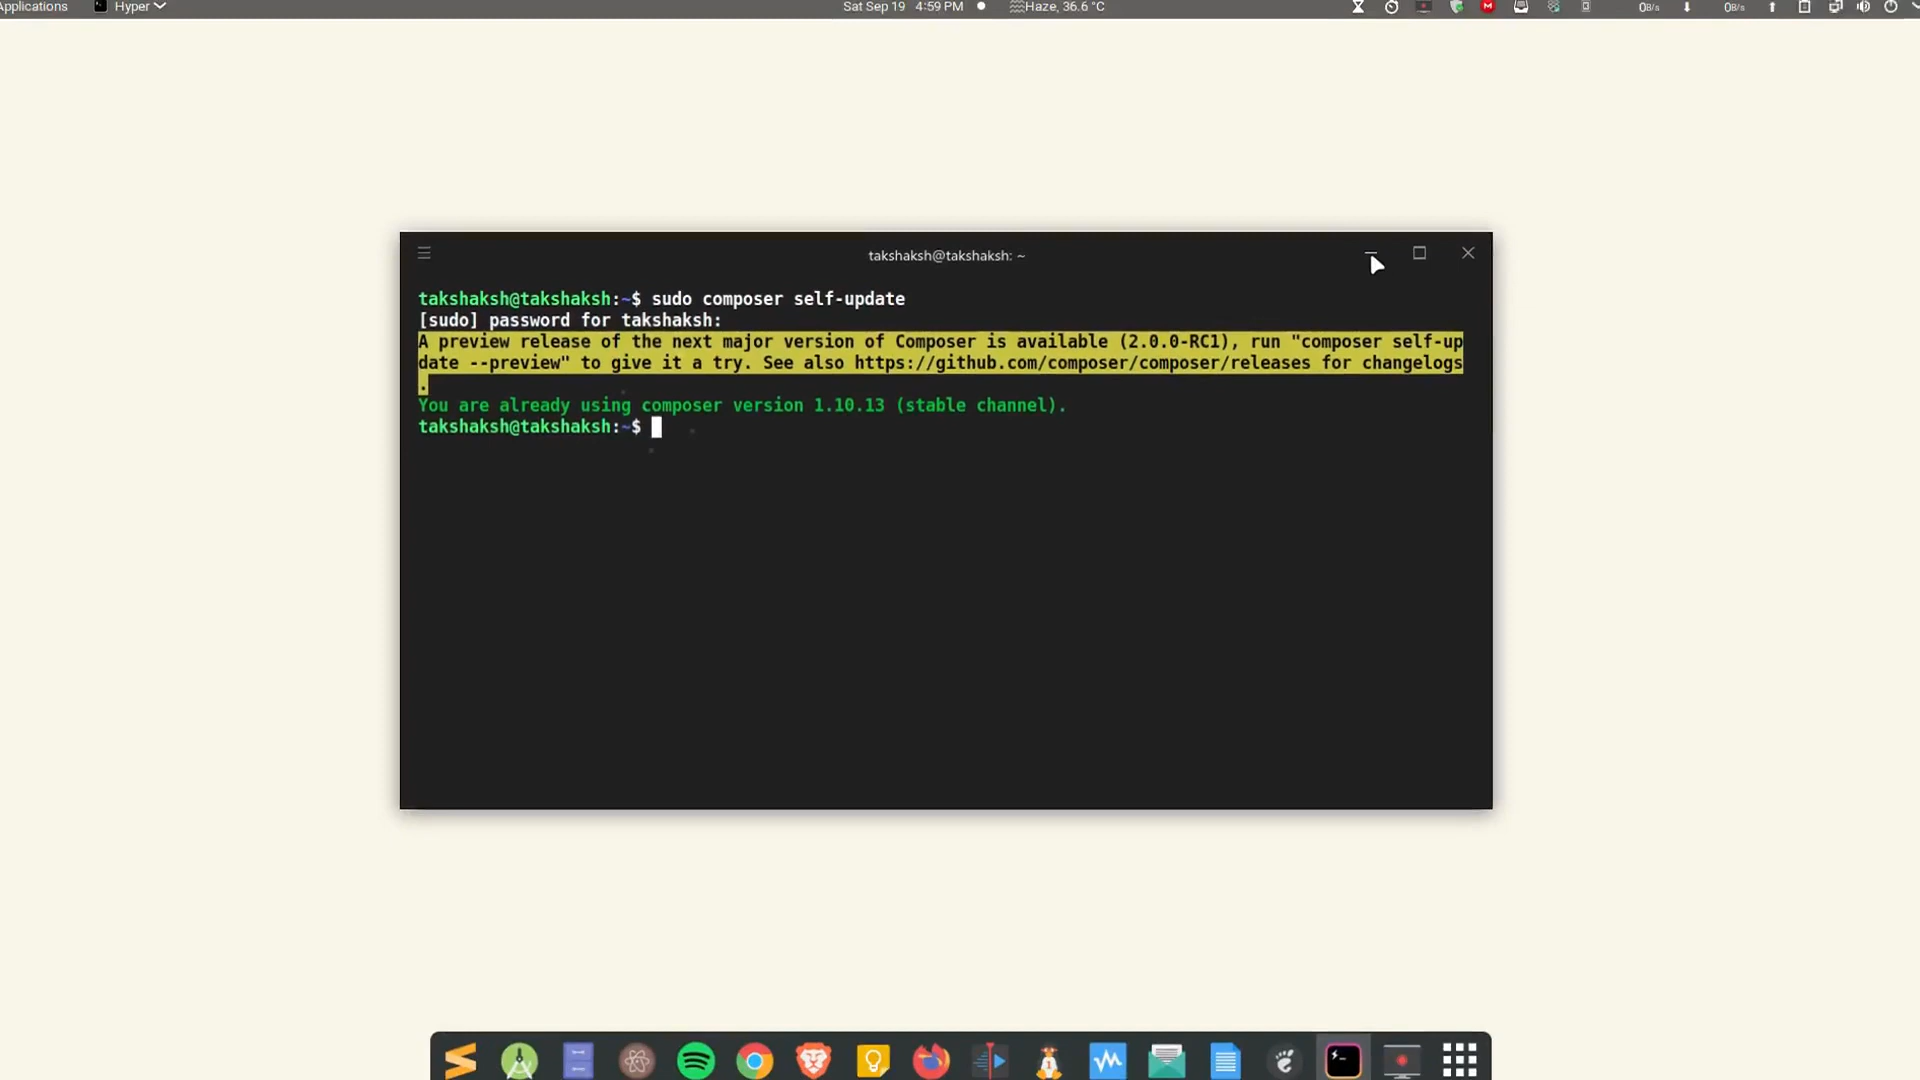 Applications Hyper Sat Sep 19 4:59 PM Haze, 36.6 °C 0B/s 0B/s
takshaksh@takshaksh: ~
takshaksh@takshaksh:~$ sudo composer self-update
[sudo] password for takshaksh:
A preview release of the next major version of Composer is available (2.0.0-RC1), run "composer self-up
date --preview" to give it a try. See also https://github.com/composer/composer/releases for changelogs
.
You are already using composer version 1.10.13 (stable channel).
takshaksh@takshaksh:~$